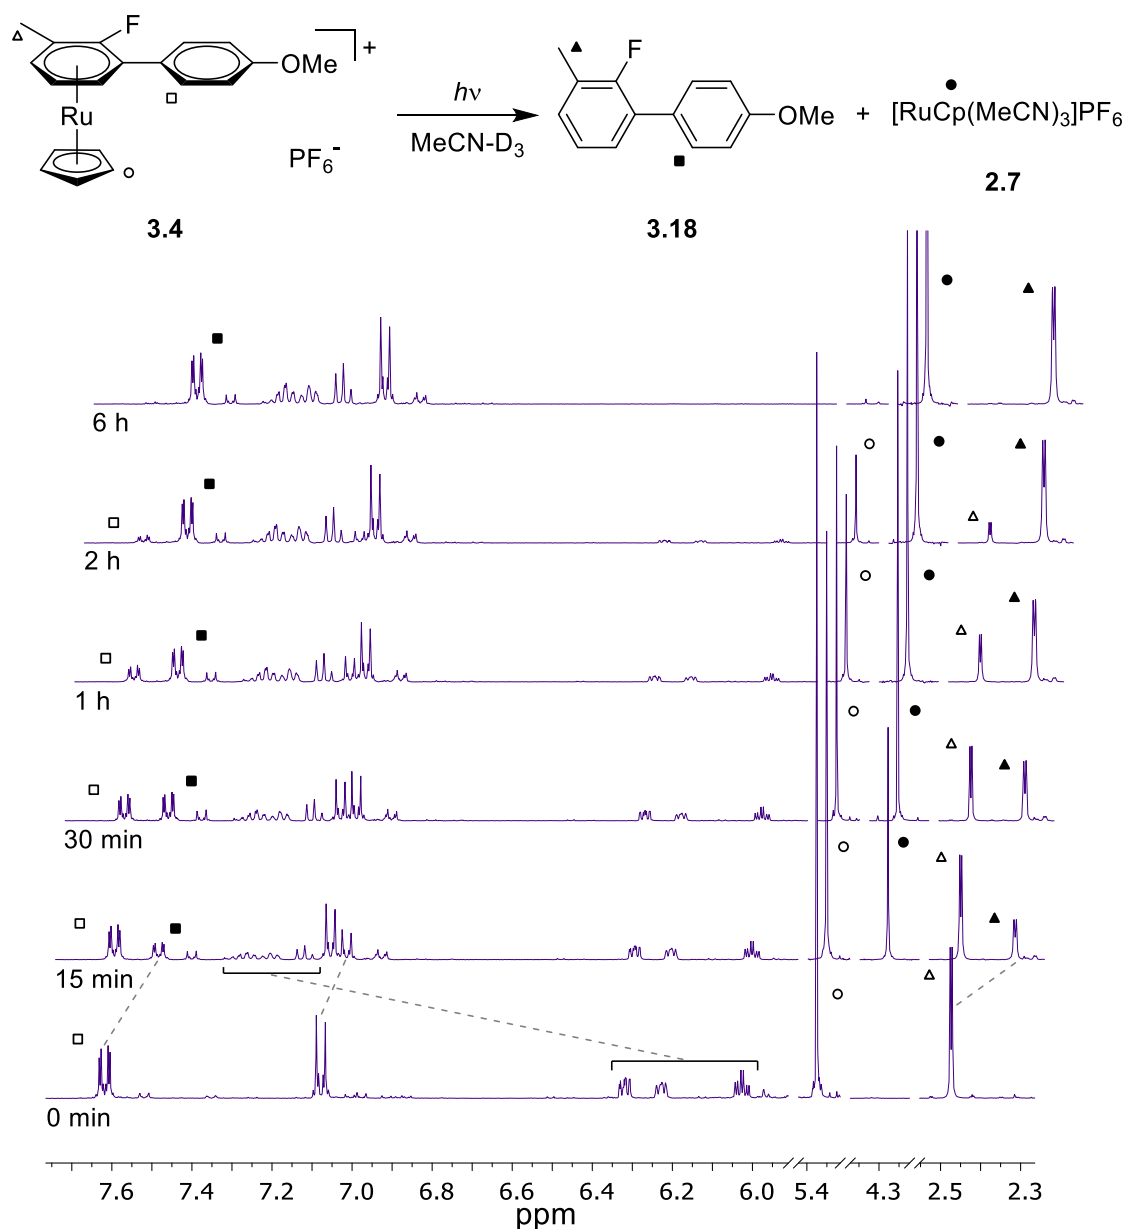 F
OMe
+
Ru
PF6-
3.4
hν
MeCN-D3
F
OMe
3.18
+
[RuCp(MeCN)3]PF6
2.7
6 h
2 h
1 h
30 min
15 min
0 min
7.6 7.4 7.2 7.0 6.8 6.6 6.4 6.2 6.0 5.4 4.3 2.5 2.3
ppm